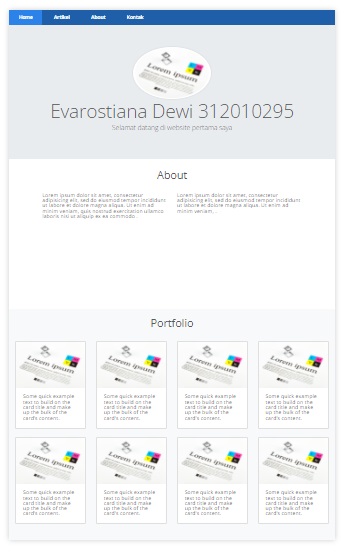 Home Artikel About Kontak
Lorem ipsum
Evarostiana Dewi 312010295
Selamat datang di website pertama saya
About
Lorem ipsum dolor sit amet, consectetur
adipisicing elit, sed do eiusmod tempor incididunt
ut labore et dolore magna aliqua. Ut enim ad
minim veniam, quis nostrud exercitation ullamco
laboris nisi ut aliquip ex ea commodo.
Lorem ipsum dolor sit amet, consectetur
adipisicing elit, sed do eiusmod tempor incididunt
ut labore et dolore magna aliqua. Ut enim ad
minim veniam,
Portfolio
Lorem ipsum
Some quick example
text to build on the
card title and make
up the bulk of the
card's content.
Lorem ipsum
Some quick example
text to build on the
card title and make
up the bulk of the
card's content.
Lorem ipsum
Some quick example
text to build on the
card title and make
up the bulk of the
card's content.
Lorem ipsum
Some quick example
text to build on the
card title and make
up the bulk of the
card's content.
Lorem ipsum
Some quick example
text to build on the
card title and make
up the bulk of the
card's content.
Lorem ipsum
Some quick example
text to build on the
card title and make
up the bulk of the
card's content.
Lorem ipsum
Some quick example
text to build on the
card title and make
up the bulk of the
card's content.
Lorem ipsum
Some quick example
text to build on the
card title and make
up the bulk of the
card's content.